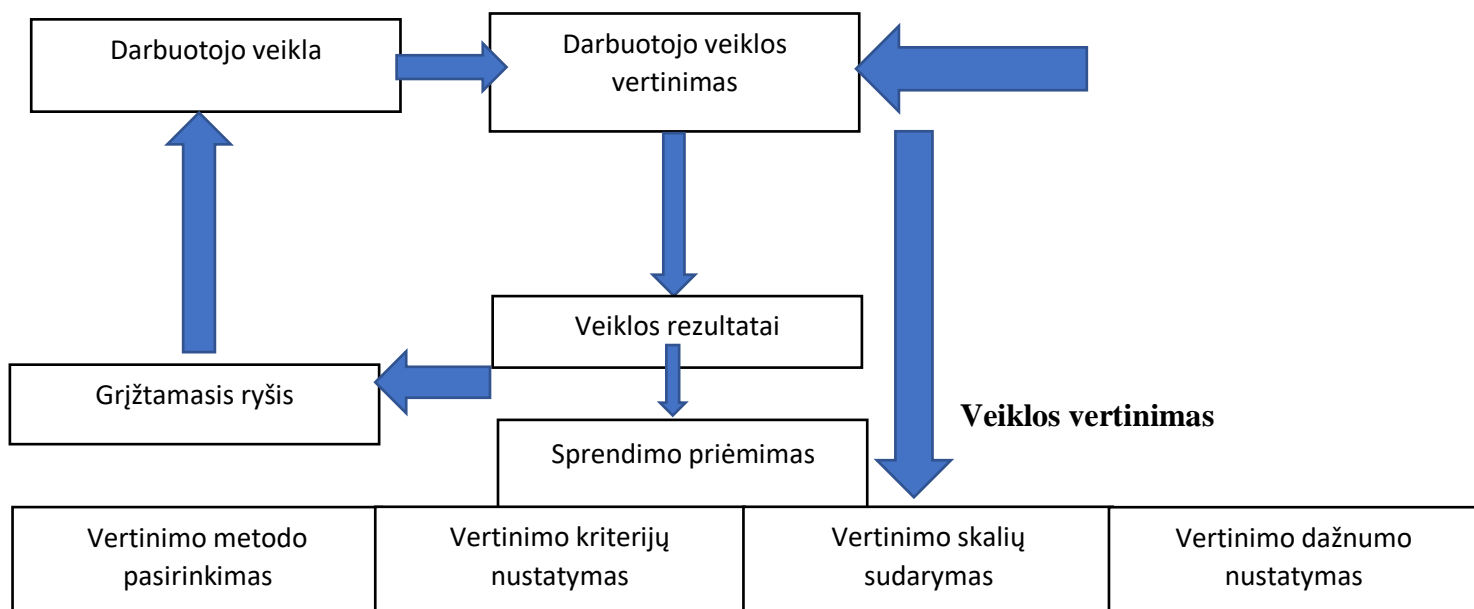 Darbuotojo veikla
Darbuotojo veiklos
vertinimas
Veiklos rezultatai
Grįžtamasis ryšis
Veiklos vertinimas
Sprendimo priėmimas
Vertinimo metodo
pasirinkimas
Vertinimo kriterijų
nustatymas
Vertinimo skalių
sudarymas
Vertinimo dažnumo
nustatymas